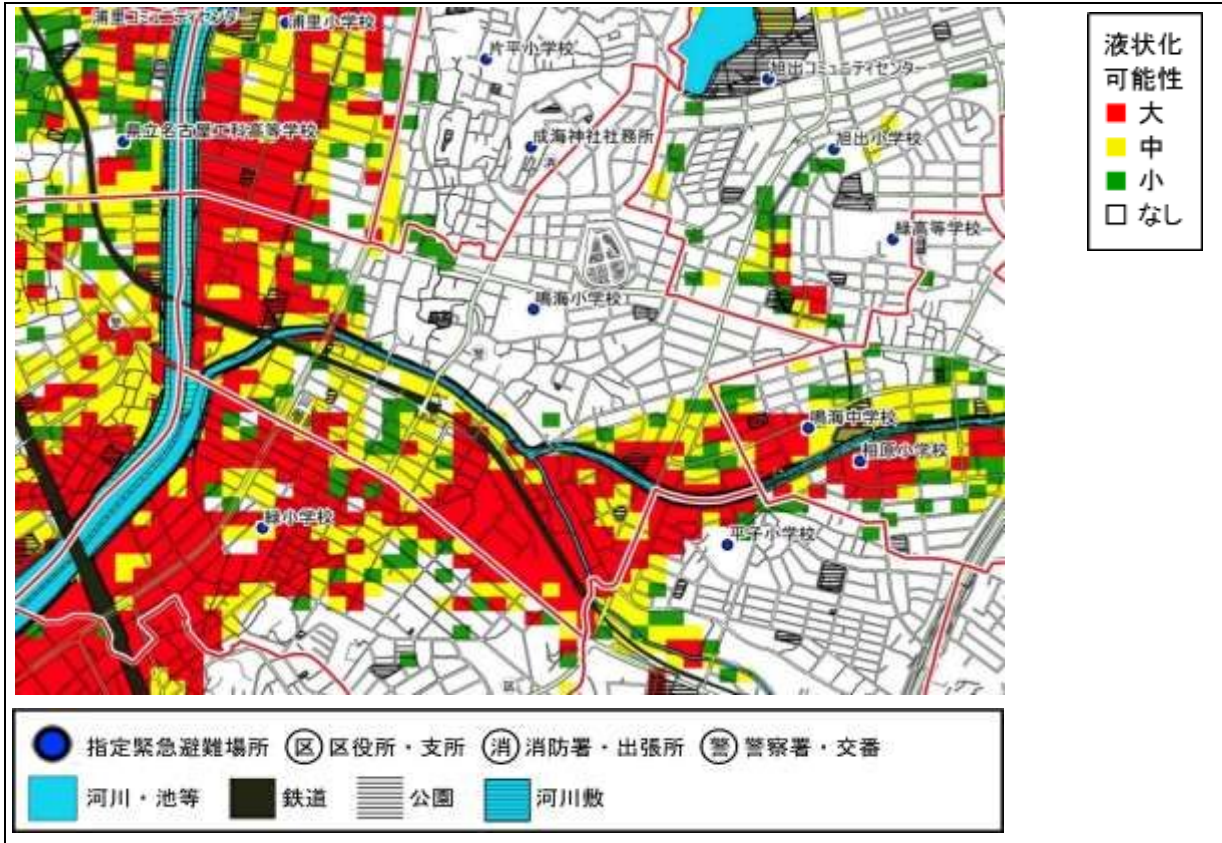 浦里コミュニティセンター
浦里小学校
片平小学校
旭出コミュニティセンター
県立名古屋工科高等学校
成海神社社務所
消
旭出小学校
緑高等学校
鳴海小学校
警
警
鳴海中学校
相原小学校
緑小学校
平子小学校
区
液状化
可能性
大
中
小
なし
指定緊急避難場所 区 区役所・支所 消 消防署・出張所 警 警察署・交番
河川・池等 鉄道 公園 河川敷